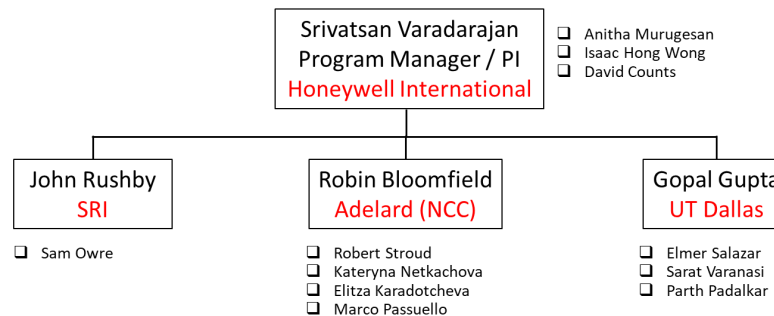 Srivatsan Varadarajan
Program Manager / PI
Honeywell International
Anitha Murugesan
Isaac Hong Wong
David Counts
John Rushby
SRI
Sam Owre
Robin Bloomfield
Adelard (NCC)
Robert Stroud
Kateryna Netkachova
Elitza Karadotcheva
Marco Passuello
Gopal Gupta
UT Dallas
Elmer Salazar
Sarat Varanasi
Parth Padalkar